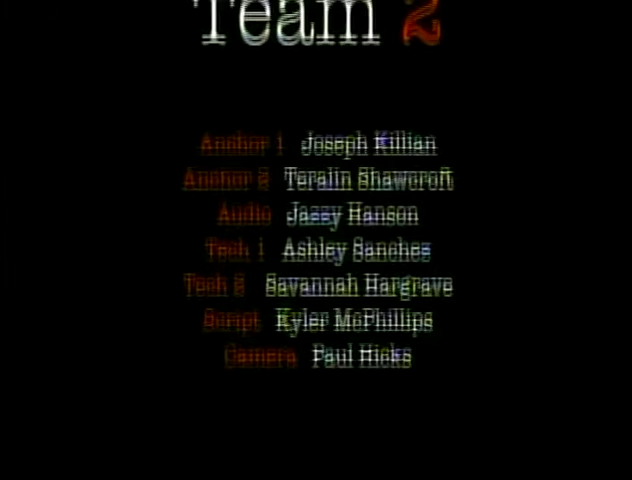 Team 2
Anchor 1 Joseph Killian
Anchor 2 Teralin Shawcroft
Audio Jazzy Hanson
Tech 1 Ashley Sanchez
Tech 2 Savannah Hargrave
Script Kyler McPhillips
Camera Paul Hicks